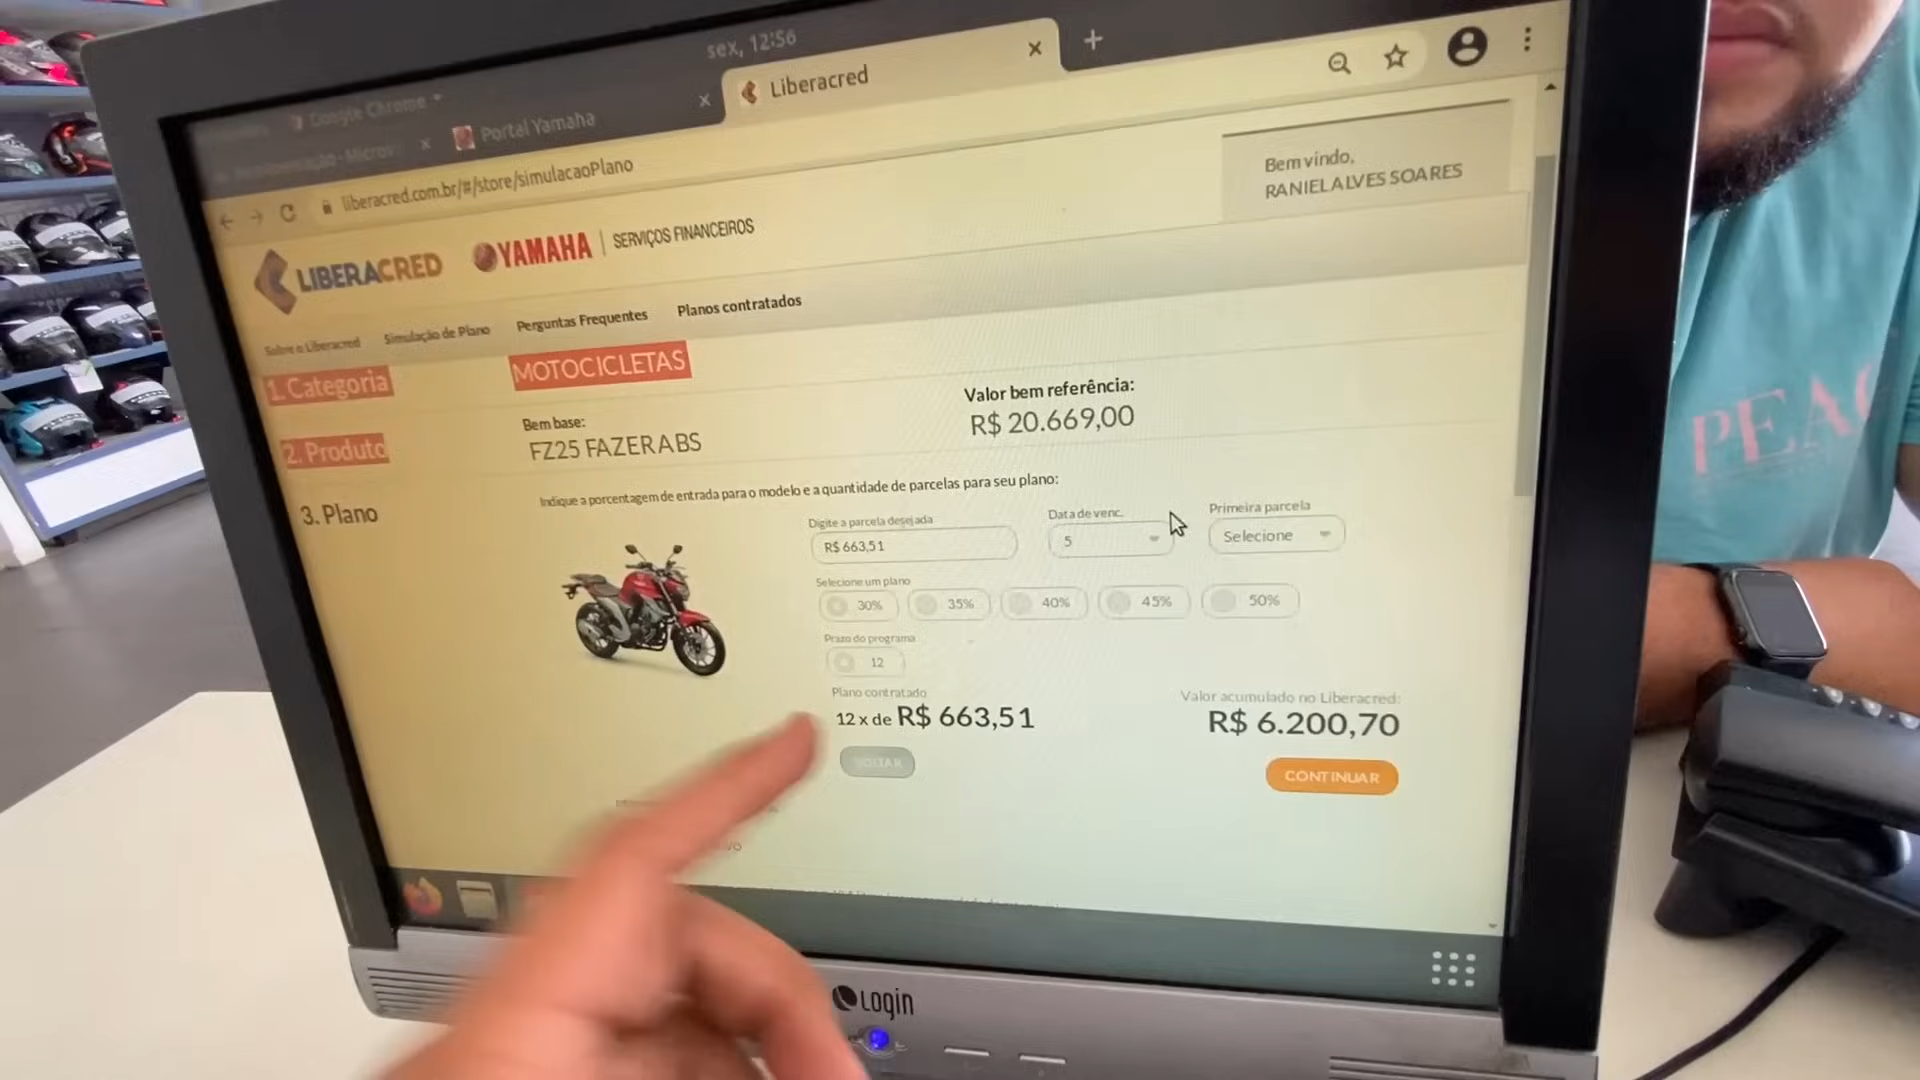 sex, 12:56
Google Chrome
Portal Yamaha
Liberacred
liberacred.com.br/#/store/simulacaoPlano
Bem vindo,
RANIEL ALVES SOARES
LIBERACRED
YAMAHA | SERVIÇOS FINANCEIROS
Sobre o Liberacred
Simulação de Plano
Perguntas Frequentes
Planos contratados
1. Categoria
MOTOCICLETAS
2. Produto
Bem base:
FZ25 FAZER ABS
Valor bem referência:
R$ 20.669,00
3. Plano
Indique a porcentagem de entrada para o modelo e a quantidade de parcelas para seu plano:
Digite a parcela desejada
Data de venc.
Primeira parcela
R$ 663,51
5
Selecione
Selecione um plano
30% 35% 40% 45% 50%
Prazo do programa
12
Plano contratado
12 x de R$ 663,51
Valor acumulado no Liberacred:
R$ 6.200,70
VOLTAR
CONTINUAR
Login